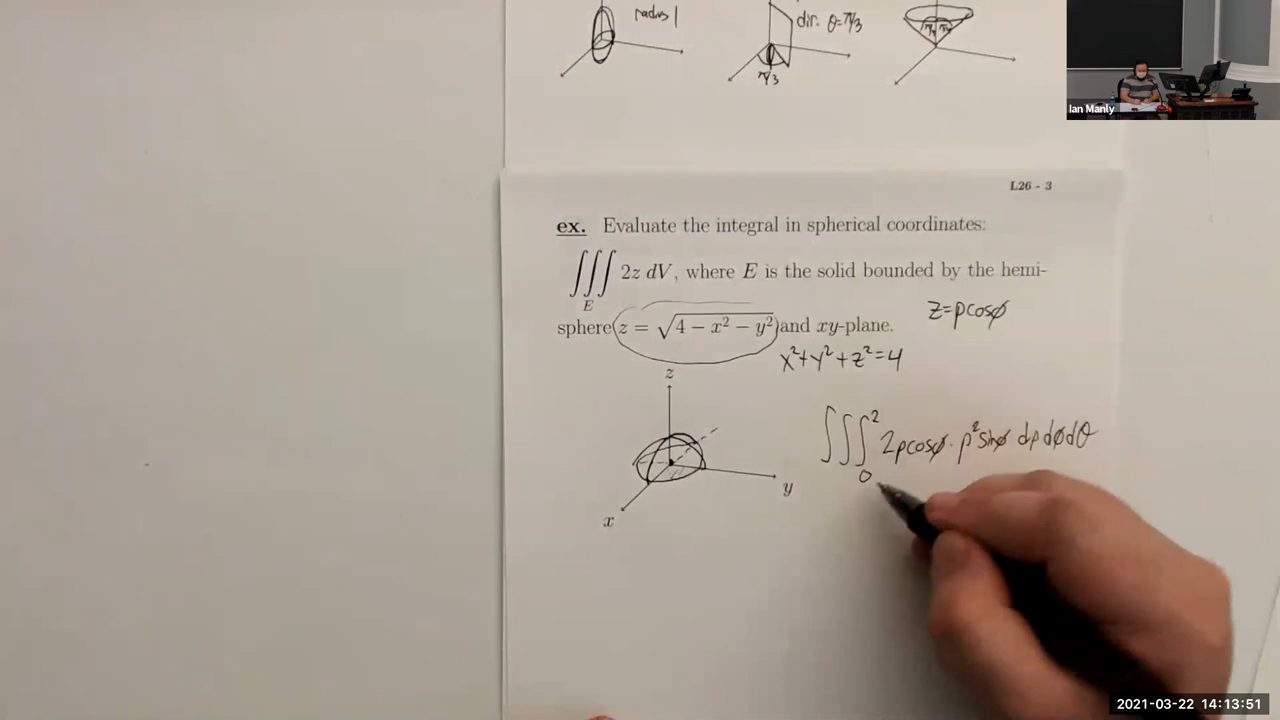 radius 1
dir. θ=π/3
π/3
Ian Manly
L26 - 3
ex. Evaluate the integral in spherical coordinates:
∭_E 2z dV, where E is the solid bounded by the hemi-
sphere z = √(4 − x² − y²) and xy-plane.
z=ρcosφ
x²+y²+z²=4
z
∫∫∫₀² 2ρcosφ · ρ²sinφ dρdφdθ
y
x
2021-03-22 14:13:51